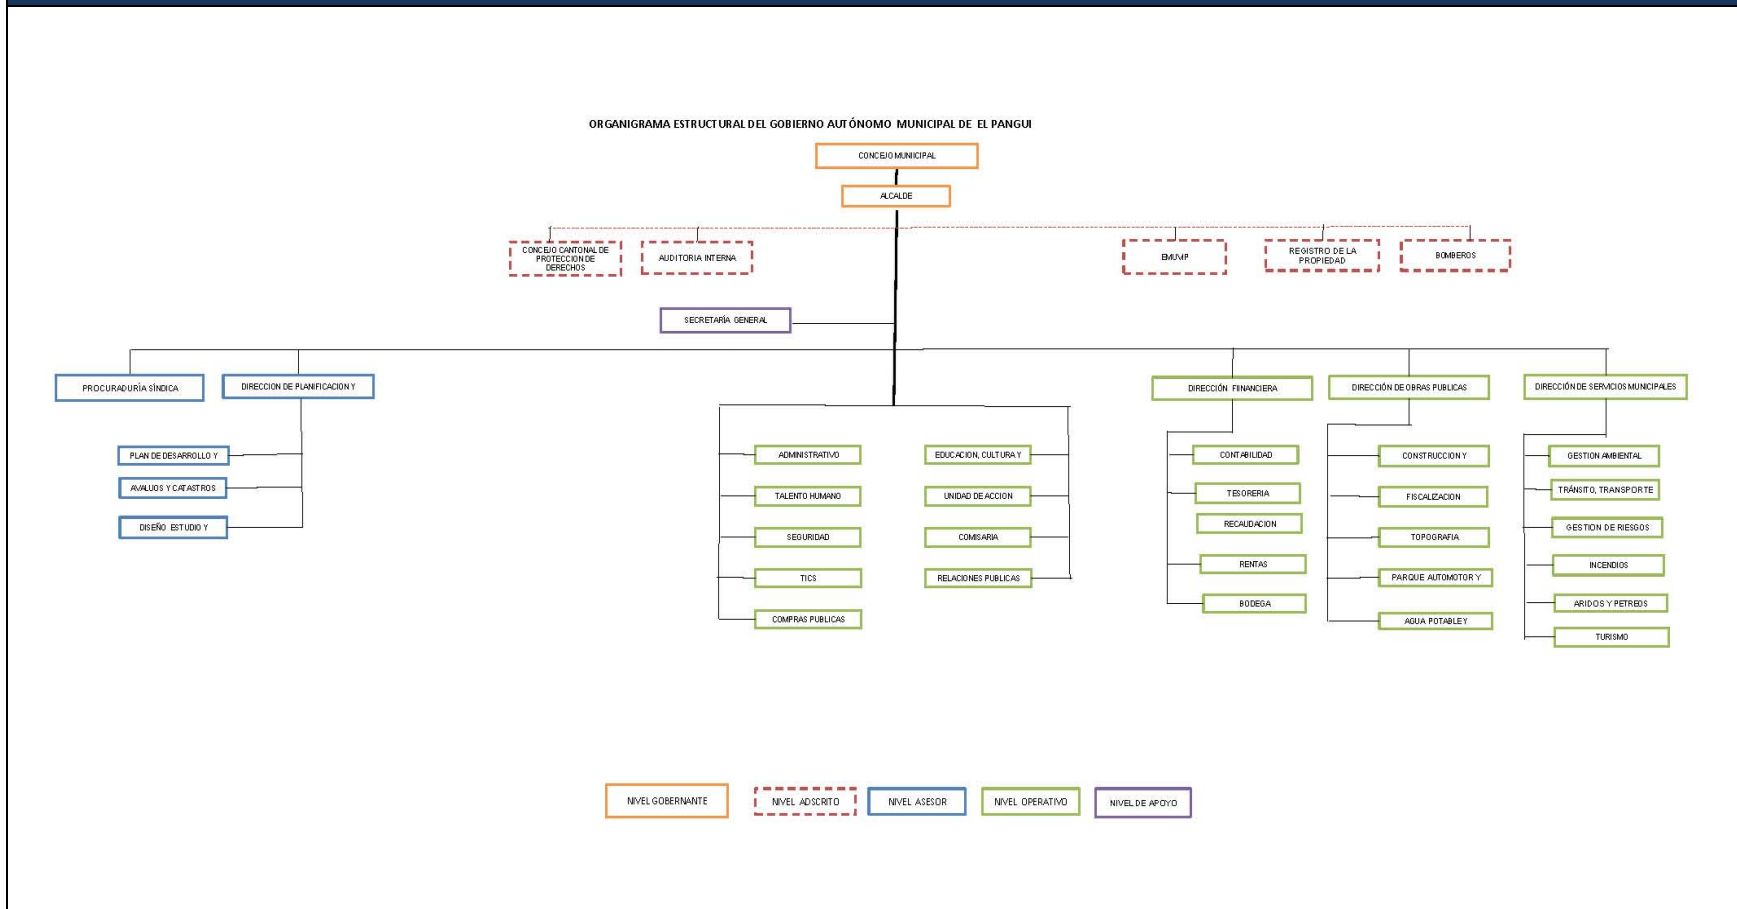 ORGANIGRAMA ESTRUCTURAL DEL GOBIERNO AUTÓNOMO MUNICIPAL DE EL PANGUI
CONCEJO MUNICIPAL
ALCALDE
CONCEJO CANTONAL DE
PROTECCION DE
DERECHOS
AUDITORIA INTERNA
EMUVIP
REGISTRO DE LA
PROPIEDAD
BOMBEROS
SECRETARÍA GENERAL
PROCURADURÍA SÍNDICA
DIRECCION DE PLANIFICACION Y
DIRECCIÓN FIINANCIERA
DIRECCIÓN DE OBRAS PUBLICAS
DIRECCIÓN DE SERVICIOS MUNICIPALES
PLAN DE DESARROLLO Y
AVALUOS Y CATASTROS
DISEÑO ESTUDIO Y
ADMINISTRATIVO
TALENTO HUMANO
SEGURIDAD
TICS
COMPRAS PUBLICAS
EDUCACION, CULTURA Y
UNIDAD DE ACCION
COMISARIA
RELACIONES PUBLICAS
CONTABILIDAD
TESORERIA
RECAUDACION
RENTAS
BODEGA
CONSTRUCCION Y
FISCALIZACION
TOPOGRAFIA
PARQUE AUTOMOTOR Y
AGUA POTABLE Y
GESTION AMBIENTAL
TRÁNSITO, TRANSPORTE
GESTION DE RIESGOS
INCENDIOS
ARIDOS Y PETREOS
TURISMO
NIVEL GOBERNANTE
NIVEL ADSCRITO
NIVEL ASESOR
NIVEL OPERATIVO
NIVEL DE APOYO